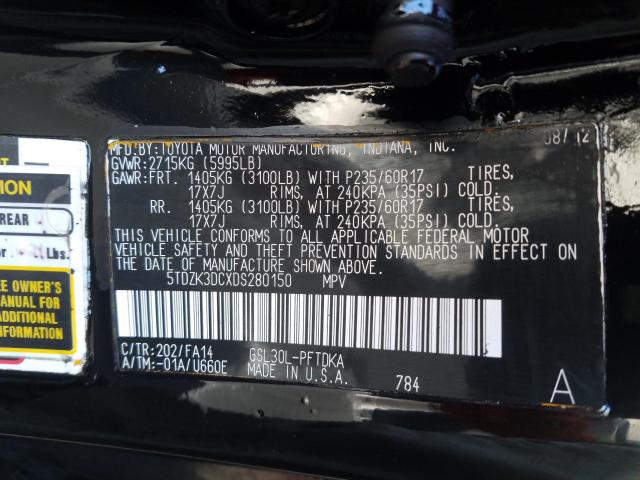 MFD.BY:TOYOTA MOTOR MANUFACTURING, INDIANA, INC. 08/12
GVWR:2715KG (5995LB)
GAWR:FRT. 1405KG (3100LB) WITH P235/60R17 TIRES,
17X7J RIMS, AT 240KPA (35PSI) COLD.
RR. 1405KG (3100LB) WITH P235/60R17 TIRES,
17X7J RIMS, AT 240KPA (35PSI) COLD.
THIS VEHICLE CONFORMS TO ALL APPLICABLE FEDERAL MOTOR
VEHICLE SAFETY AND THEFT PREVENTION STANDARDS IN EFFECT ON
THE DATE OF MANUFACTURE SHOWN ABOVE.
5TDZK3DCXDS280150 MPV
C/TR:202/FA14 GSL30L-PFTDKA
A/TM:-01A/U660E MADE IN U.S.A. 784 A
REAR
Lbs.
OWNER'S
MANUAL FOR
ADDITIONAL